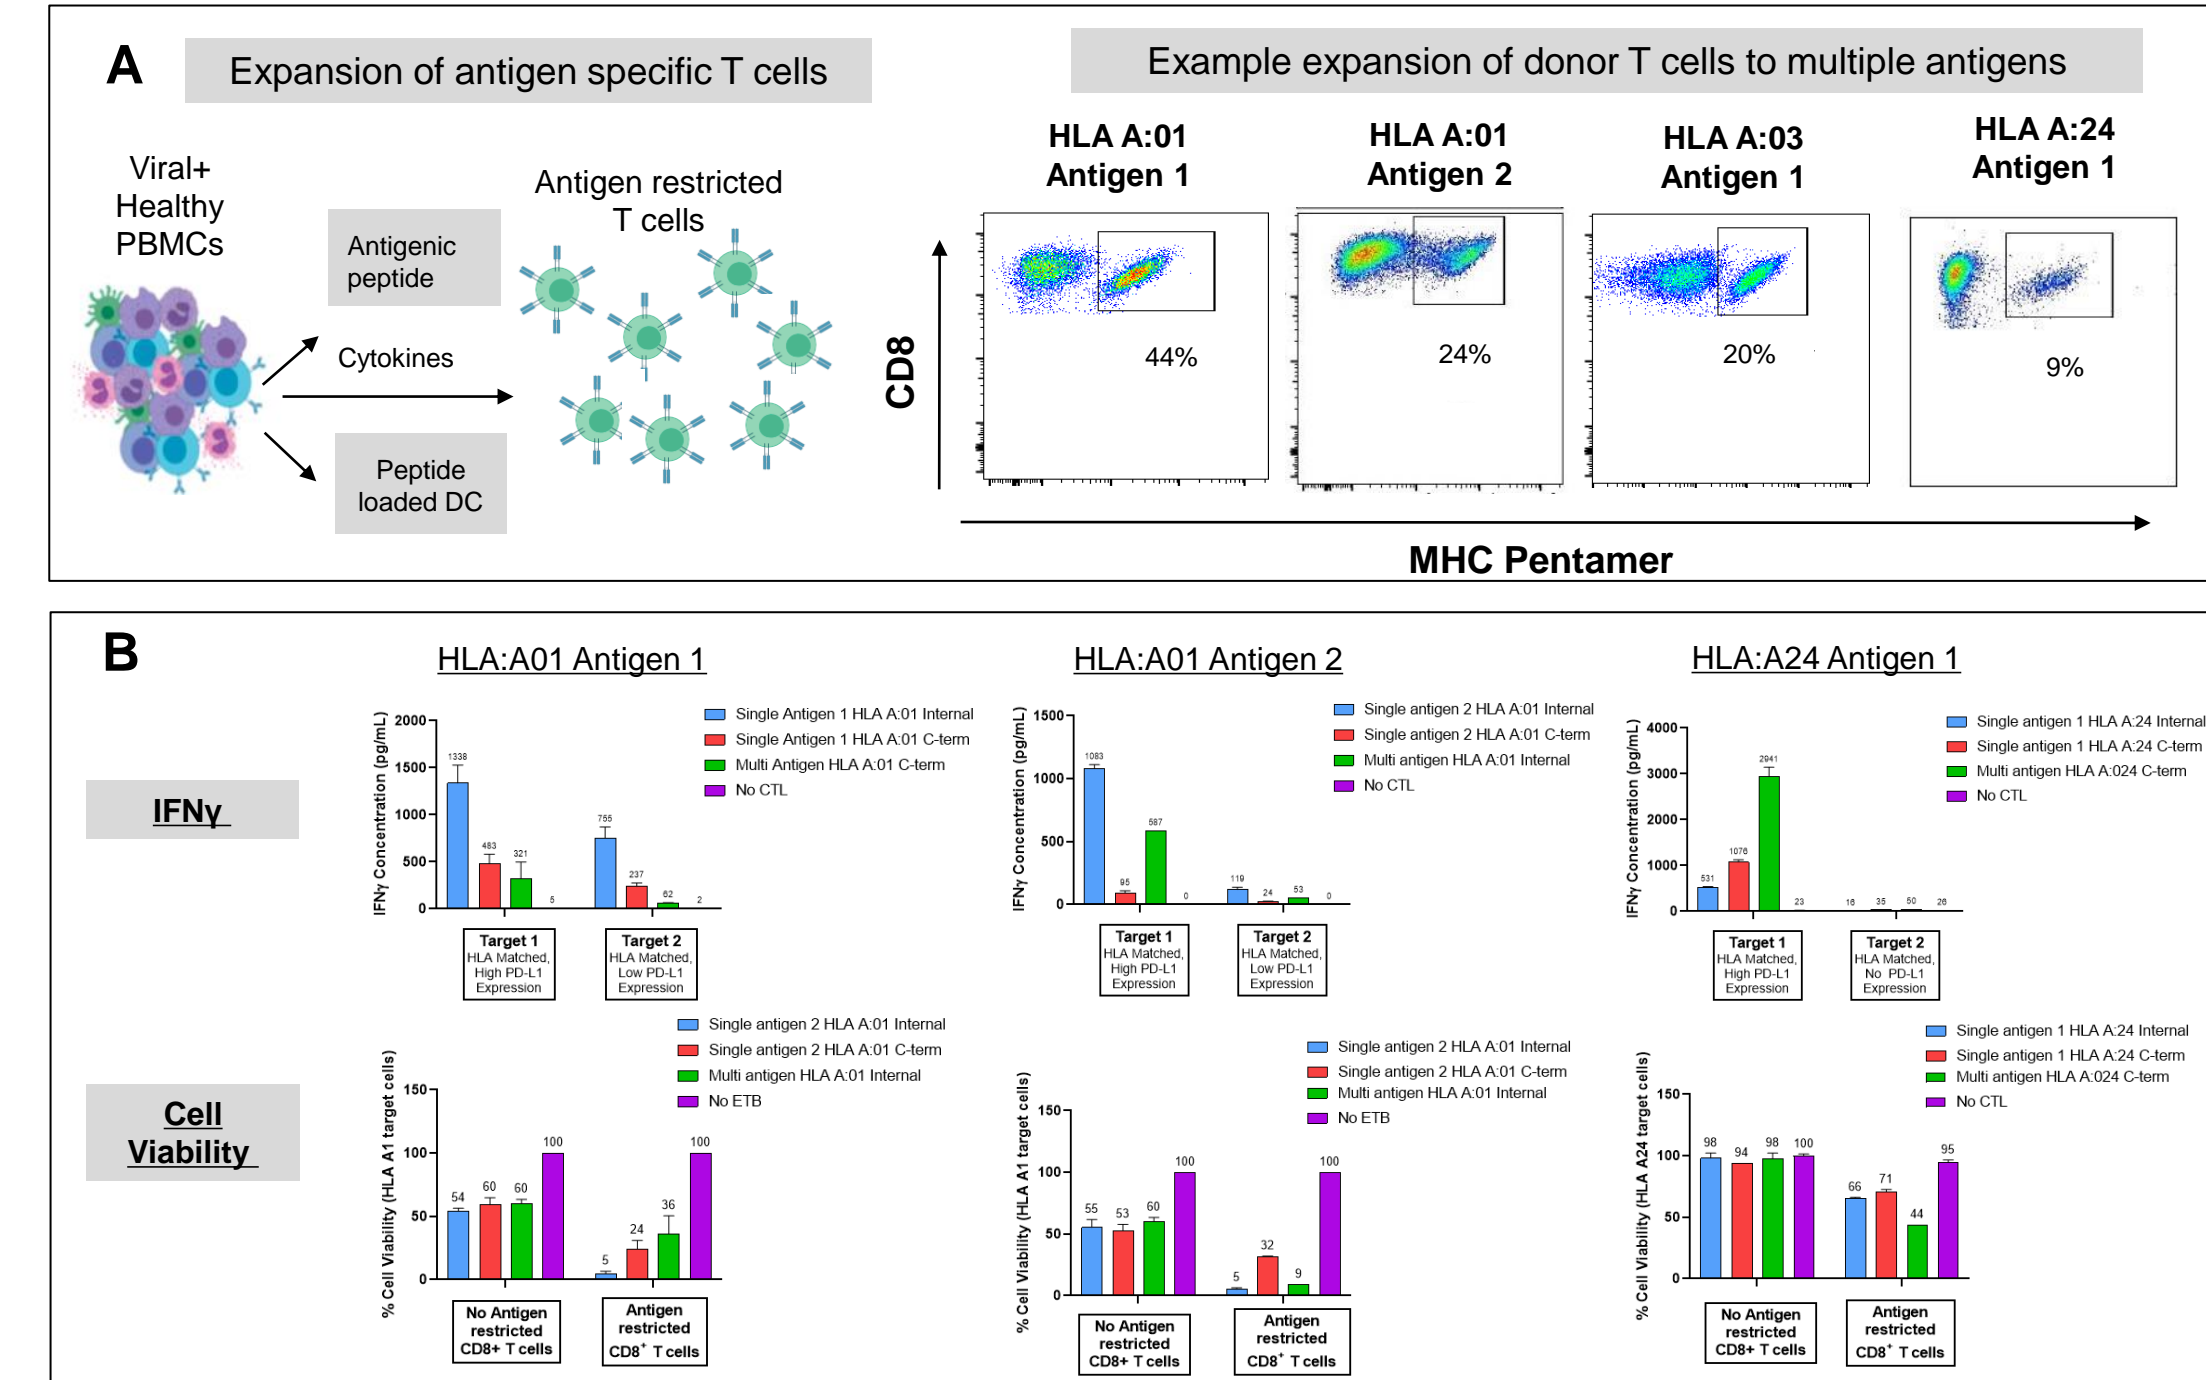 A
Expansion of antigen specific T cells
Example expansion of donor T cells to multiple antigens
Viral+
Healthy
PBMCs
Antigenic
peptide
Cytokines
Peptide
loaded DC
Antigen restricted
T cells
HLA A:01
Antigen 1
HLA A:01
Antigen 2
HLA A:03
Antigen 1
HLA A:24
Antigen 1
CD8
44%
24%
20%
9%
MHC Pentamer
B
HLA:A01 Antigen 1
HLA:A01 Antigen 2
HLA:A24 Antigen 1
IFNγ
IFNγ Concentration (pg/mL)
2000
1500
1000
500
0
1338
483
321
5
755
237
62
2
Single Antigen 1 HLA A:01 Internal
Single Antigen 1 HLA A:01 C-term
Multi Antigen HLA A:01 C-term
No CTL
Target 1
HLA Matched,
High PD-L1
Expression
Target 2
HLA Matched,
Low PD-L1
Expression
IFNγ Concentration (pg/mL)
1500
1000
500
0
1083
95
587
0
119
24
53
0
Single antigen 2 HLA A:01 Internal
Single antigen 2 HLA A:01 C-term
Multi antigen HLA A:01 Internal
No CTL
Target 1
HLA Matched,
High PD-L1
Expression
Target 2
HLA Matched,
Low PD-L1
Expression
IFNγ Concentration (pg/mL)
4000
3000
2000
1000
0
531
1076
2941
23
16
35
50
26
Single antigen 1 HLA A:24 Internal
Single antigen 1 HLA A:24 C-term
Multi antigen HLA A:024 C-term
No CTL
Target 1
HLA Matched,
High PD-L1
Expression
Target 2
HLA Matched,
No PD-L1
Expression
Cell
Viability
% Cell Viability (HLA A1 target cells)
150
100
50
0
54
60
60
100
5
24
36
100
Single antigen 2 HLA A:01 Internal
Single antigen 2 HLA A:01 C-term
Multi antigen HLA A:01 Internal
No ETB
No Antigen
restricted
CD8+ T cells
Antigen
restricted
CD8⁺ T cells
% Cell Viability (HLA A1 target cells)
150
100
50
0
55
53
60
100
5
32
9
100
Single antigen 2 HLA A:01 Internal
Single antigen 2 HLA A:01 C-term
Multi antigen HLA A:01 Internal
No ETB
No Antigen
restricted
CD8+ T cells
Antigen
restricted
CD8⁺ T cells
% Cell Viability (HLA A24 target cells)
150
100
50
0
98
94
98
100
66
71
44
95
Single antigen 1 HLA A:24 Internal
Single antigen 1 HLA A:24 C-term
Multi antigen HLA A:024 C-term
No CTL
No Antigen
restricted
CD8+ T cells
Antigen
restricted
CD8⁺ T cells